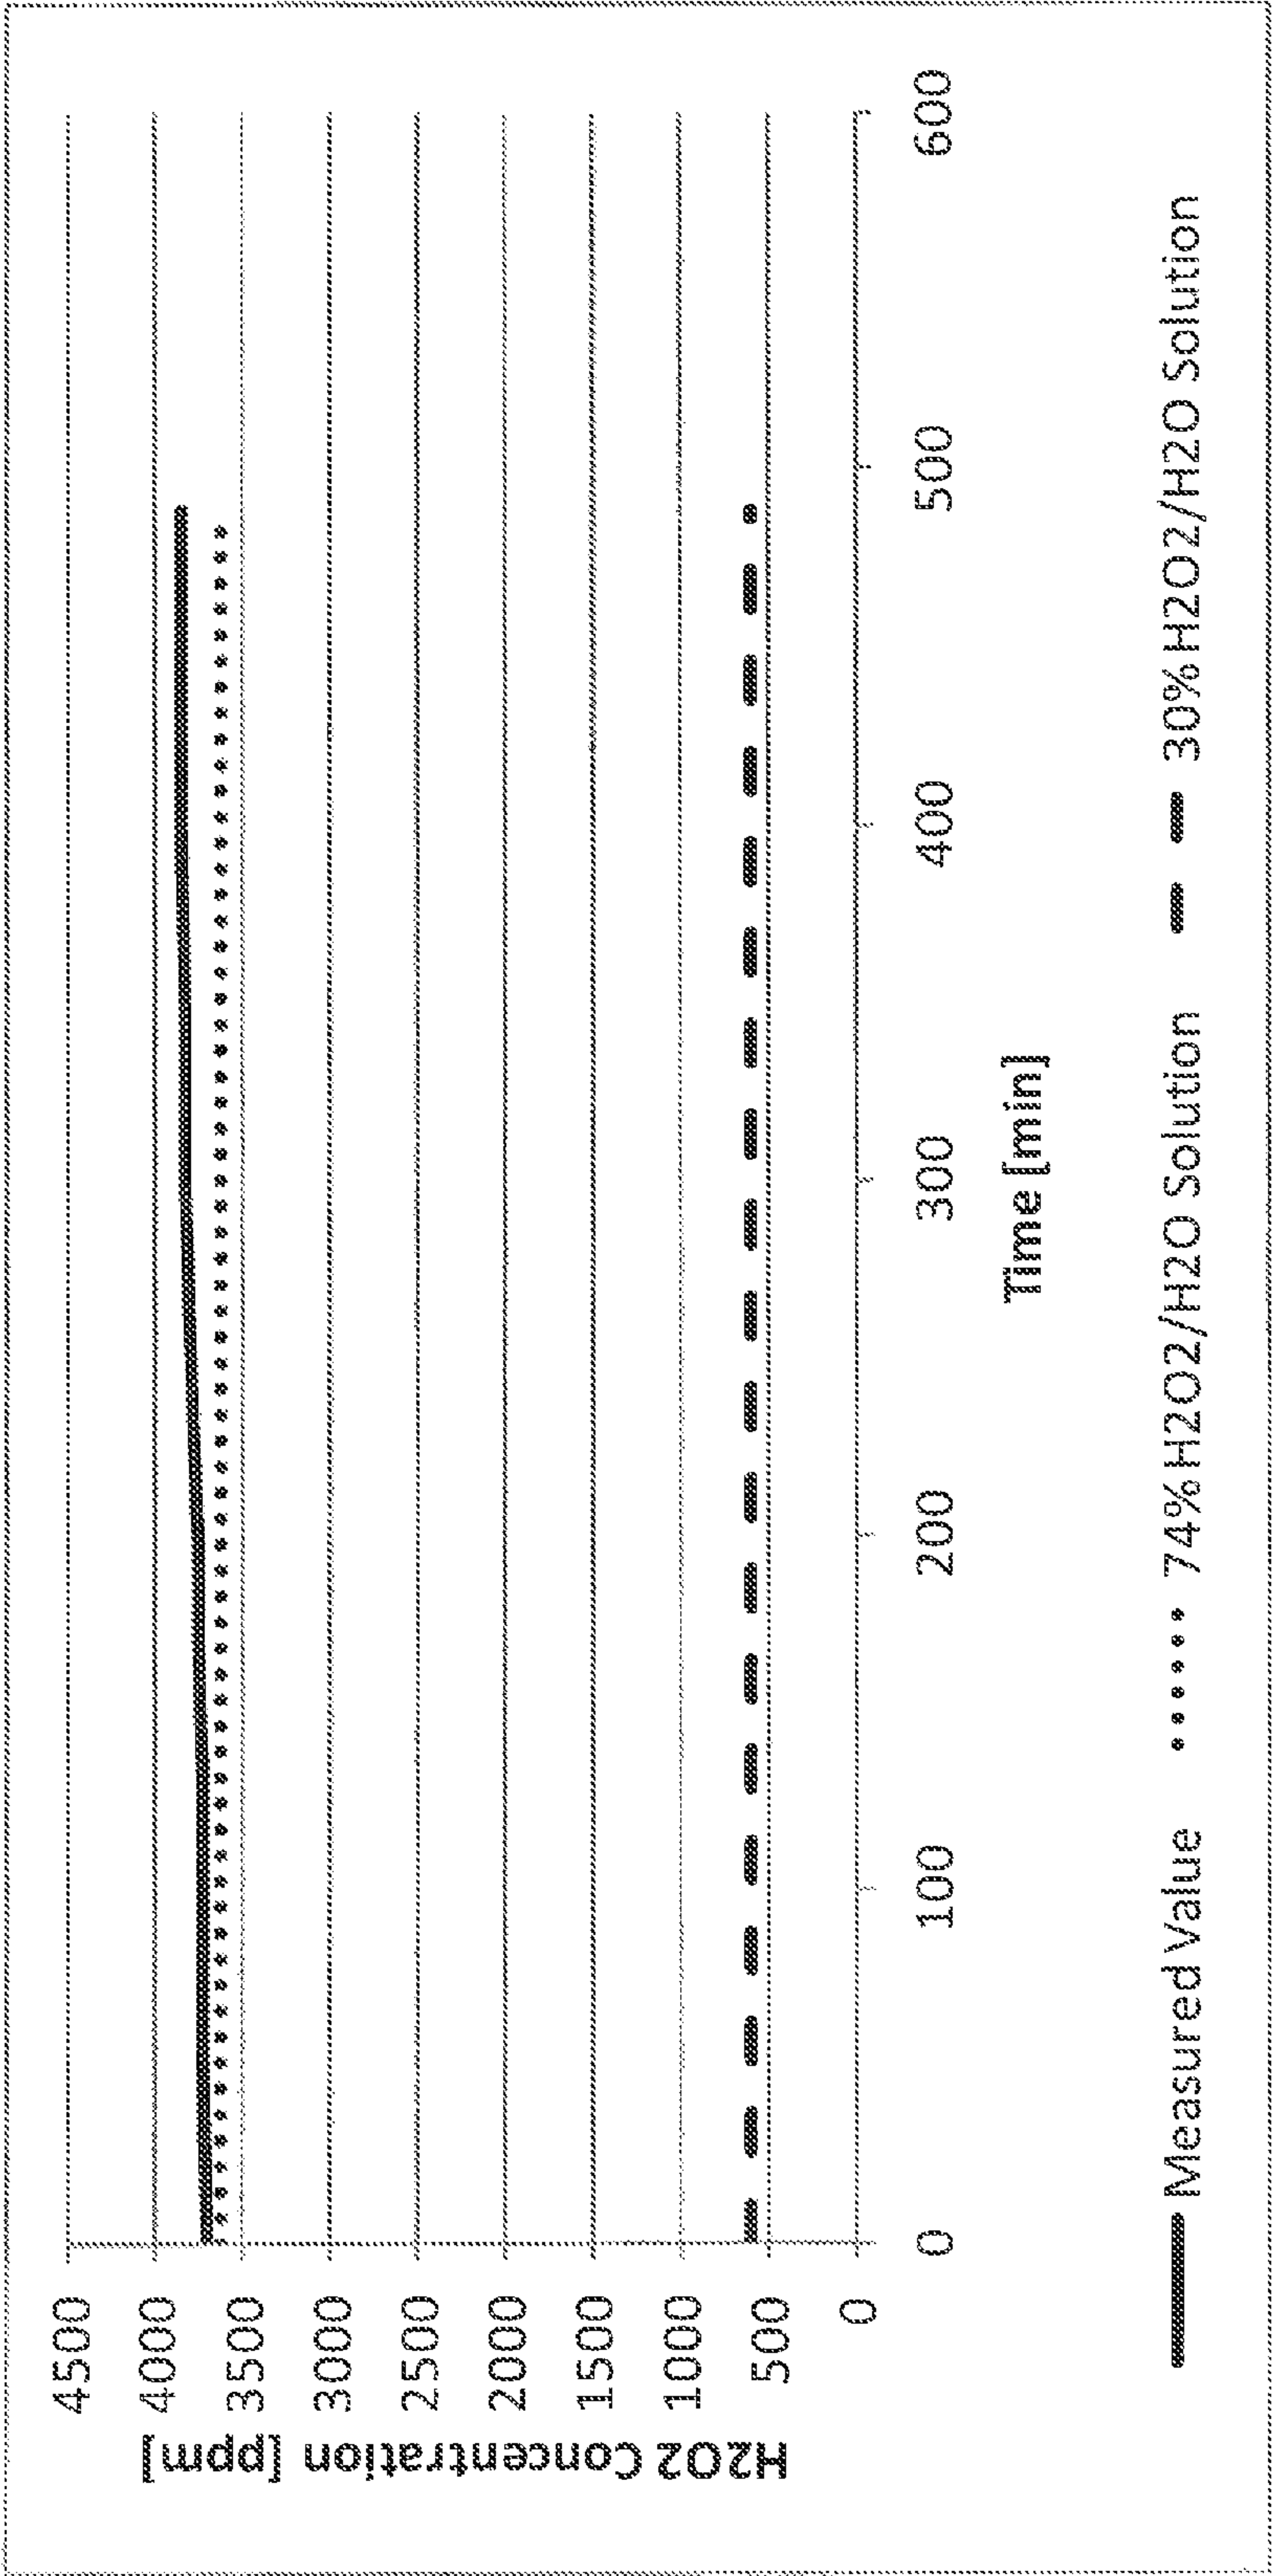 H2O2 Concentration [ppm]
4500
4000
3500
3000
2500
2000
1500
1000
500
0
0 100 200 300 400 500 600
Time [min]
Measured Value 74% H2O2/H2O Solution 30% H2O2/H2O Solution